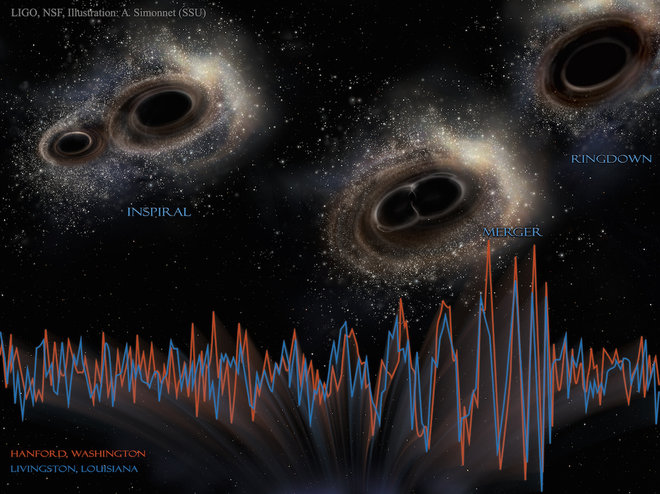 LIGO, NSF, Illustration: A. Simonnet (SSU)
RINGDOWN
INSPIRAL
MERGER
HANFORD, WASHINGTON
LIVINGSTON, LOUISIANA